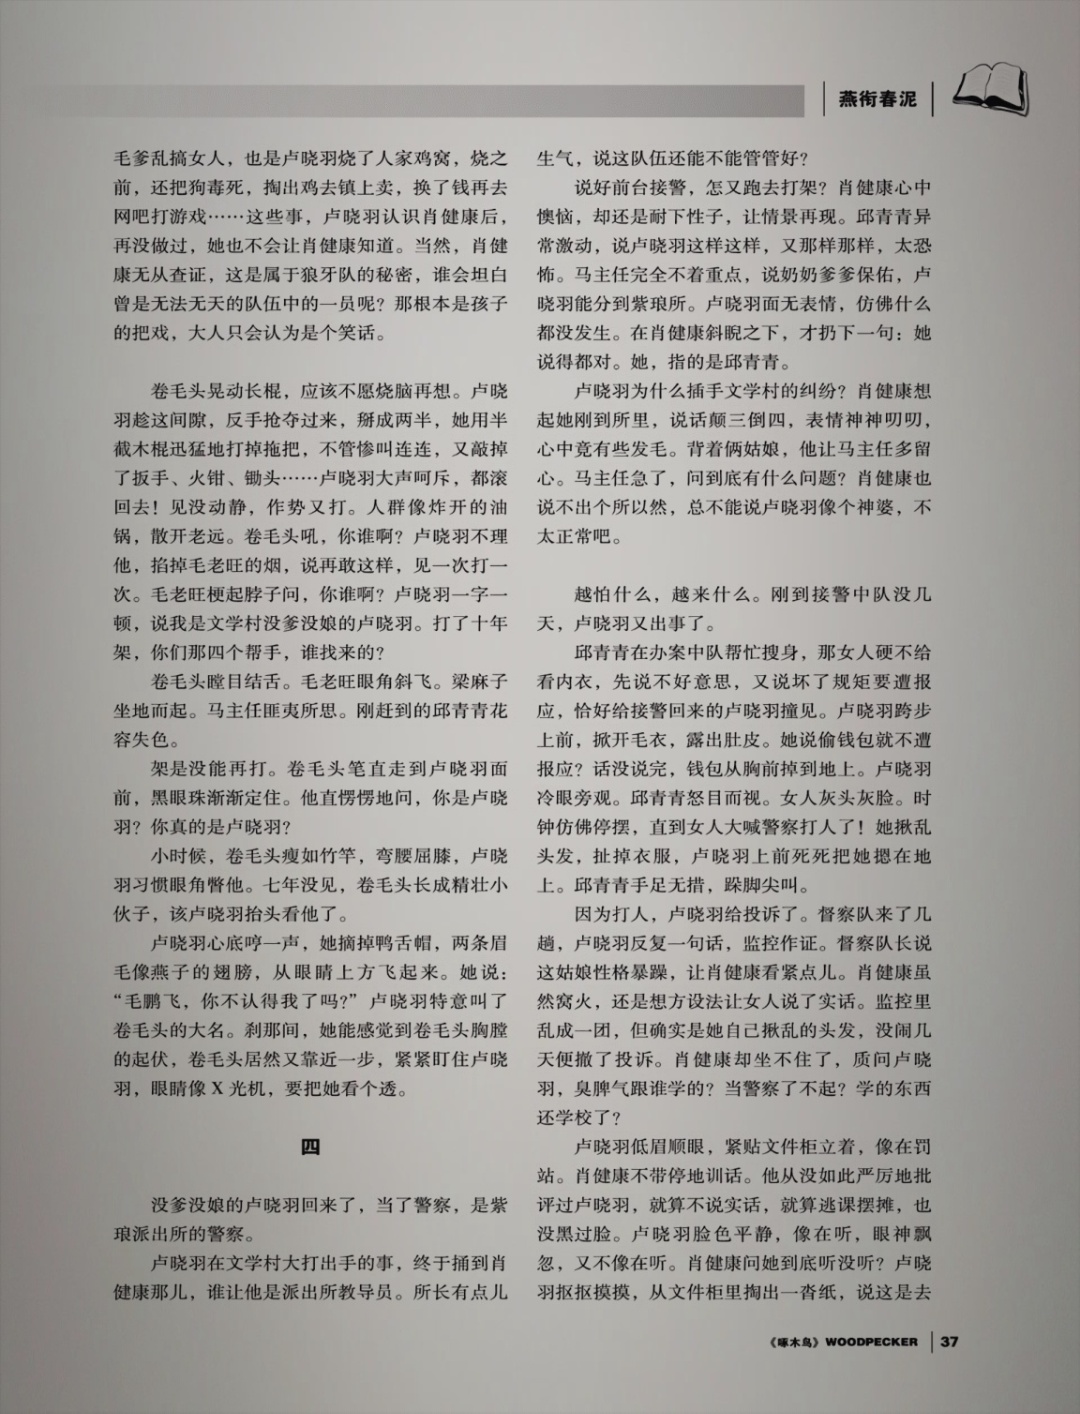 燕衔春泥
毛爹乱搞女人，也是卢晓羽烧了人家鸡窝，烧之
前，还把狗毒死，掏出鸡去镇上卖，换了钱再去
网吧打游戏……这些事，卢晓羽认识肖健康后，
再没做过，她也不会让肖健康知道。当然，肖健
康无从查证，这是属于狼牙队的秘密，谁会坦白
曾是无法无天的队伍中的一员呢？那根本是孩子
的把戏，大人只会认为是个笑话。
卷毛头晃动长棍，应该不愿烧脑再想。卢晓
羽趁这间隙，反手抢夺过来，掰成两半，她用半
截木棍迅猛地打掉拖把，不管惨叫连连，又敲掉
了扳手、火钳、锄头……卢晓羽大声呵斥，都滚
回去！见没动静，作势又打。人群像炸开的油
锅，散开老远。卷毛头吼，你谁啊？卢晓羽不理
他，掐掉毛老旺的烟，说再敢这样，见一次打一
次。毛老旺梗起脖子问，你谁啊？卢晓羽一字一
顿，说我是文学村没爹没娘的卢晓羽。打了十年
架，你们那四个帮手，谁找来的？
卷毛头瞠目结舌。毛老旺眼角斜飞。梁麻子
坐地而起。马主任匪夷所思。刚赶到的邱青青花
容失色。
架是没能再打。卷毛头笔直走到卢晓羽面
前，黑眼珠渐渐定住。他直愣愣地问，你是卢晓
羽？你真的是卢晓羽？
小时候，卷毛头瘦如竹竿，弯腰屈膝，卢晓
羽习惯眼角瞥他。七年没见，卷毛头长成精壮小
伙子，该卢晓羽抬头看他了。
卢晓羽心底哼一声，她摘掉鸭舌帽，两条眉
毛像燕子的翅膀，从眼睛上方飞起来。她说：
“毛鹏飞，你不认得我了吗？”卢晓羽特意叫了
卷毛头的大名。刹那间，她能感觉到卷毛头胸膛
的起伏，卷毛头居然又靠近一步，紧紧盯住卢晓
羽，眼睛像 X 光机，要把她看个透。
四
没爹没娘的卢晓羽回来了，当了警察，是紫
琅派出所的警察。
卢晓羽在文学村大打出手的事，终于捅到肖
健康那儿，谁让他是派出所教导员。所长有点儿
生气，说这队伍还能不能管管好？
说好前台接警，怎又跑去打架？肖健康心中
懊恼，却还是耐下性子，让情景再现。邱青青异
常激动，说卢晓羽这样这样，又那样那样，太恐
怖。马主任完全不着重点，说奶奶爹爹保佑，卢
晓羽能分到紫琅所。卢晓羽面无表情，仿佛什么
都没发生。在肖健康斜睨之下，才扔下一句：她
说得都对。她，指的是邱青青。
卢晓羽为什么插手文学村的纠纷？肖健康想
起她刚到所里，说话颠三倒四，表情神神叨叨，
心中竟有些发毛。背着俩姑娘，他让马主任多留
心。马主任急了，问到底有什么问题？肖健康也
说不出个所以然，总不能说卢晓羽像个神婆，不
太正常吧。
越怕什么，越来什么。刚到接警中队没几
天，卢晓羽又出事了。
邱青青在办案中队帮忙搜身，那女人硬不给
看内衣，先说不好意思，又说坏了规矩要遭报
应，恰好给接警回来的卢晓羽撞见。卢晓羽跨步
上前，掀开毛衣，露出肚皮。她说偷钱包就不遭
报应？话没说完，钱包从胸前掉到地上。卢晓羽
冷眼旁观。邱青青怒目而视。女人灰头灰脸。时
钟仿佛停摆，直到女人大喊警察打人了！她揪乱
头发，扯掉衣服，卢晓羽上前死死把她摁在地
上。邱青青手足无措，跺脚尖叫。
因为打人，卢晓羽给投诉了。督察队来了几
趟，卢晓羽反复一句话，监控作证。督察队长说
这姑娘性格暴躁，让肖健康看紧点儿。肖健康虽
然窝火，还是想方设法让女人说了实话。监控里
乱成一团，但确实是她自己揪乱的头发，没闹几
天便撤了投诉。肖健康却坐不住了，质问卢晓
羽，臭脾气跟谁学的？当警察了不起？学的东西
还学校了？
卢晓羽低眉顺眼，紧贴文件柜立着，像在罚
站。肖健康不带停地训话。他从没如此严厉地批
评过卢晓羽，就算不说实话，就算逃课摆摊，也
没黑过脸。卢晓羽脸色平静，像在听，眼神飘
忽，又不像在听。肖健康问她到底听没听？卢晓
羽抠抠摸摸，从文件柜里掏出一沓纸，说这是去
《啄木鸟》WOODPECKER 37